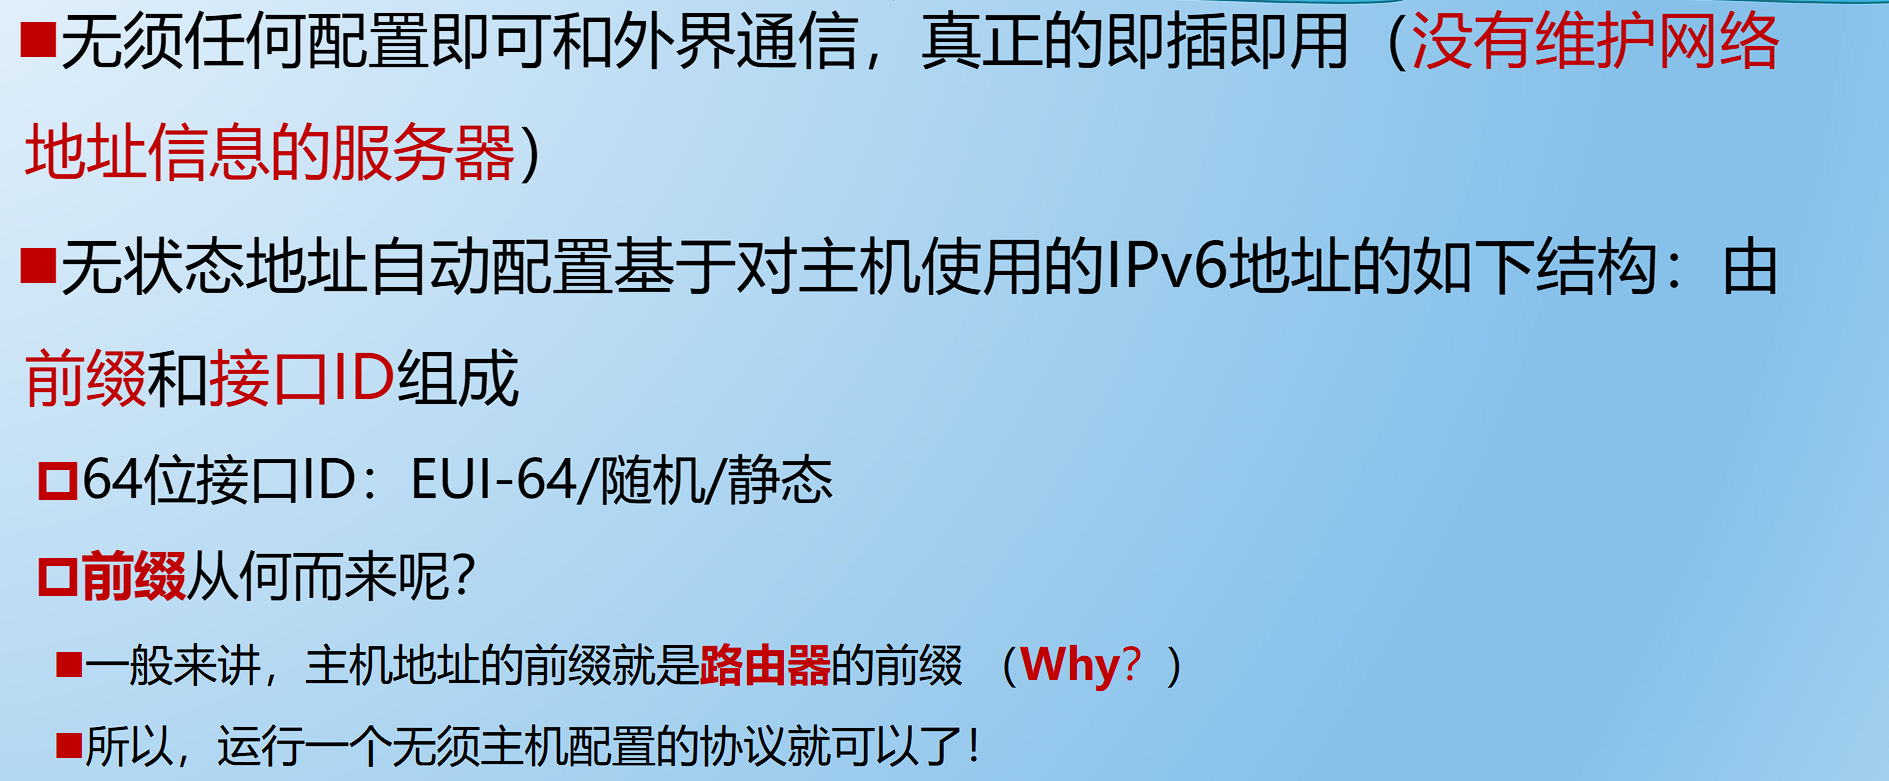 无须任何配置即可和外界通信，真正的即插即用（没有维护网络
地址信息的服务器）
无状态地址自动配置基于对主机使用的IPv6地址的如下结构：由
前缀和接口ID组成
64位接口ID：EUI-64/随机/静态
前缀从何而来呢？
一般来讲，主机地址的前缀就是路由器的前缀 （Why？）
所以，运行一个无须主机配置的协议就可以了！